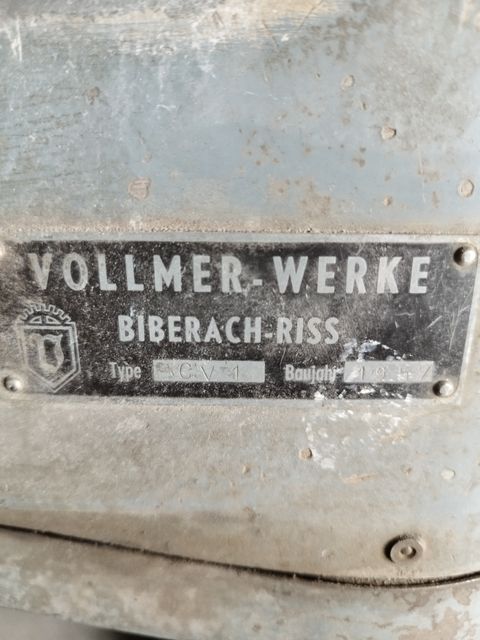 VOLLMER-WERKE
BIBERACH-RISS
Type Baujahr